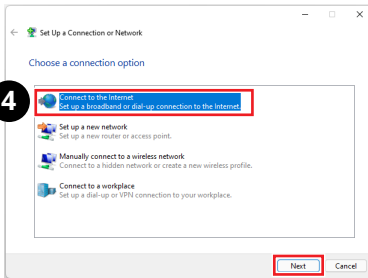 Set Up a Connection or Network
Choose a connection option
4
Connect to the Internet
Set up a broadband or dial-up connection to the Internet.
Set up a new network
Set up a new router or access point.
Manually connect to a wireless network
Connect to a hidden network or create a new wireless profile.
Connect to a workplace
Set up a dial-up or VPN connection to your workplace.
Next Cancel